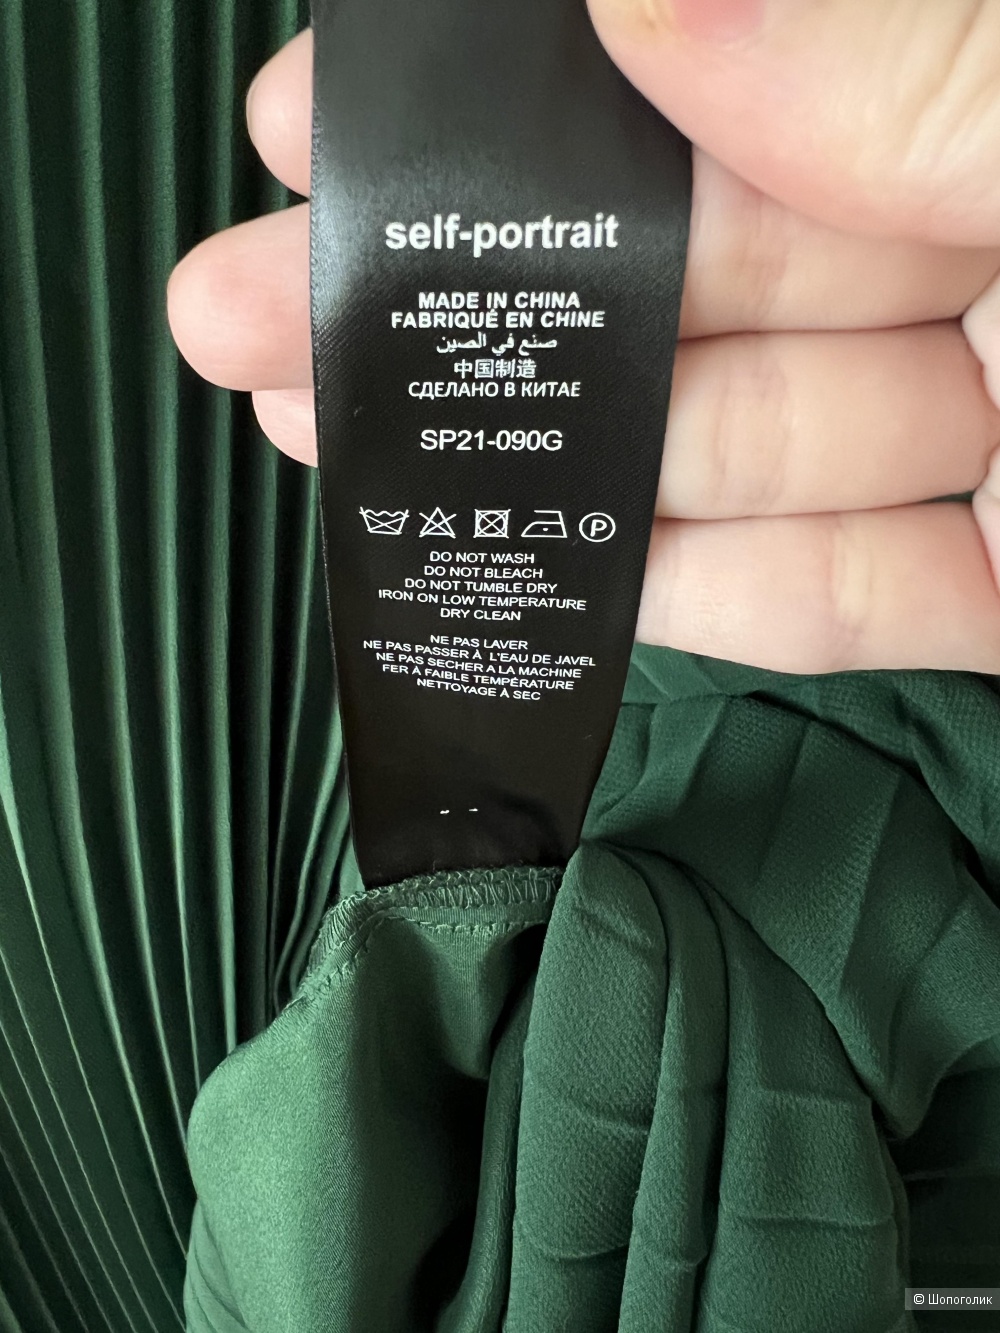 self-portrait
MADE IN CHINA
FABRIQUÉ EN CHINE
صنع في الصين
中国制造
СДЕЛАНО В КИТАЕ
SP21-090G
P
DO NOT WASH
DO NOT BLEACH
DO NOT TUMBLE DRY
IRON ON LOW TEMPERATURE
DRY CLEAN
NE PAS LAVER
NE PAS PASSER À L'EAU DE JAVEL
NE PAS SECHER A LA MACHINE
FER À FAIBLE TEMPÉRATURE
NETTOYAGE À SEC
© Шопоголик